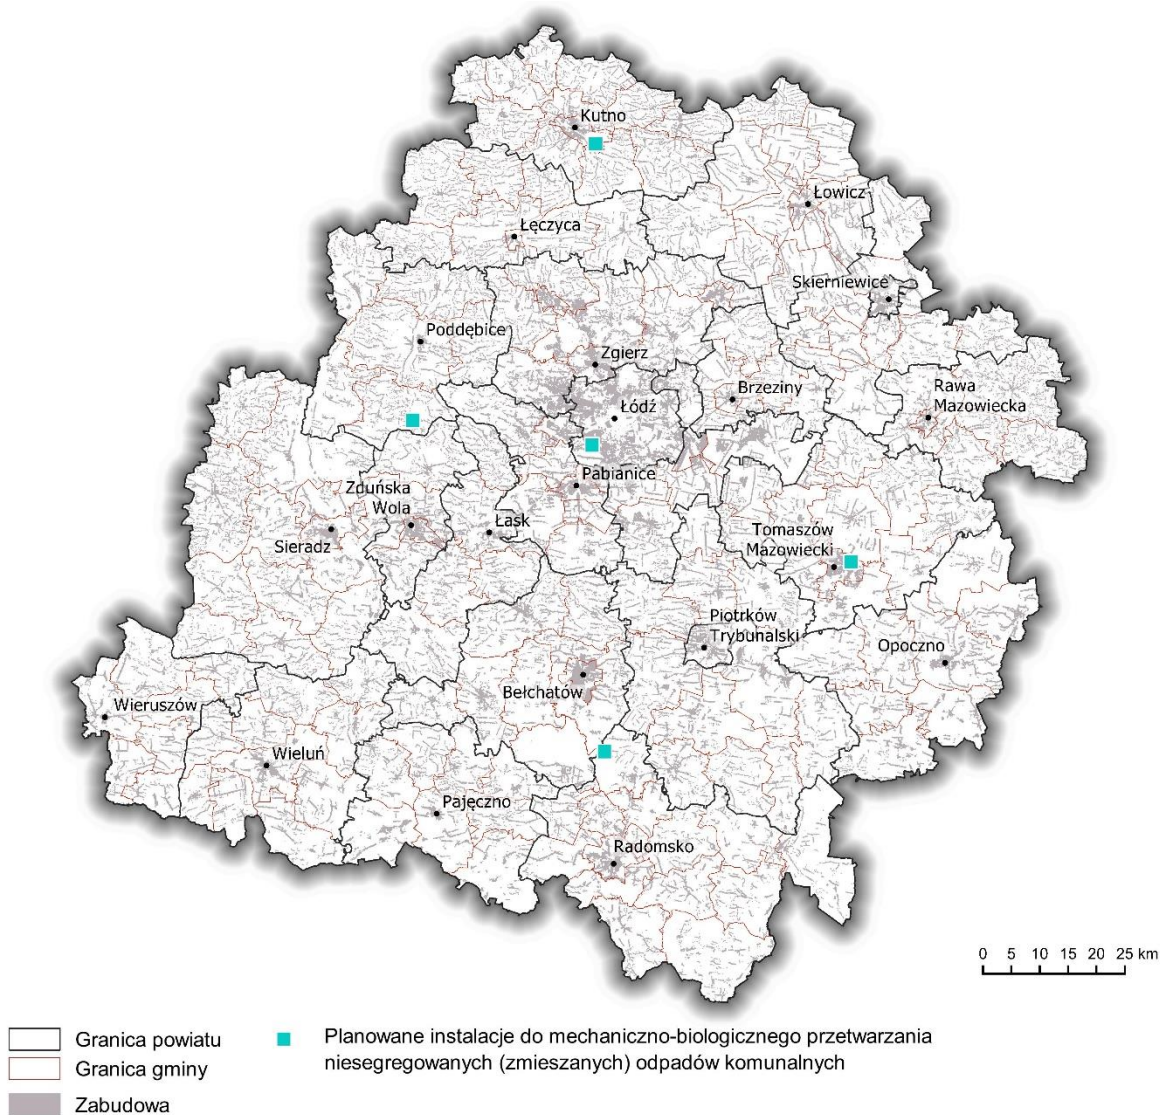 Kutno
Łowicz
Łęczyca
Skierniewice
Poddębice
Zgierz
Brzeziny
Rawa
Mazowiecka
Łódź
Pabianice
Zduńska
Wola
Łask
Sieradz
Tomaszów
Mazowiecki
Piotrków
Trybunalski
Opoczno
Bełchatów
Wieruszów
Wieluń
Pajęczno
Radomsko
0 5 10 15 20 25 km
Granica powiatu
Granica gminy
Zabudowa
Planowane instalacje do mechaniczno-biologicznego przetwarzania
niesegregowanych (zmieszanych) odpadów komunalnych